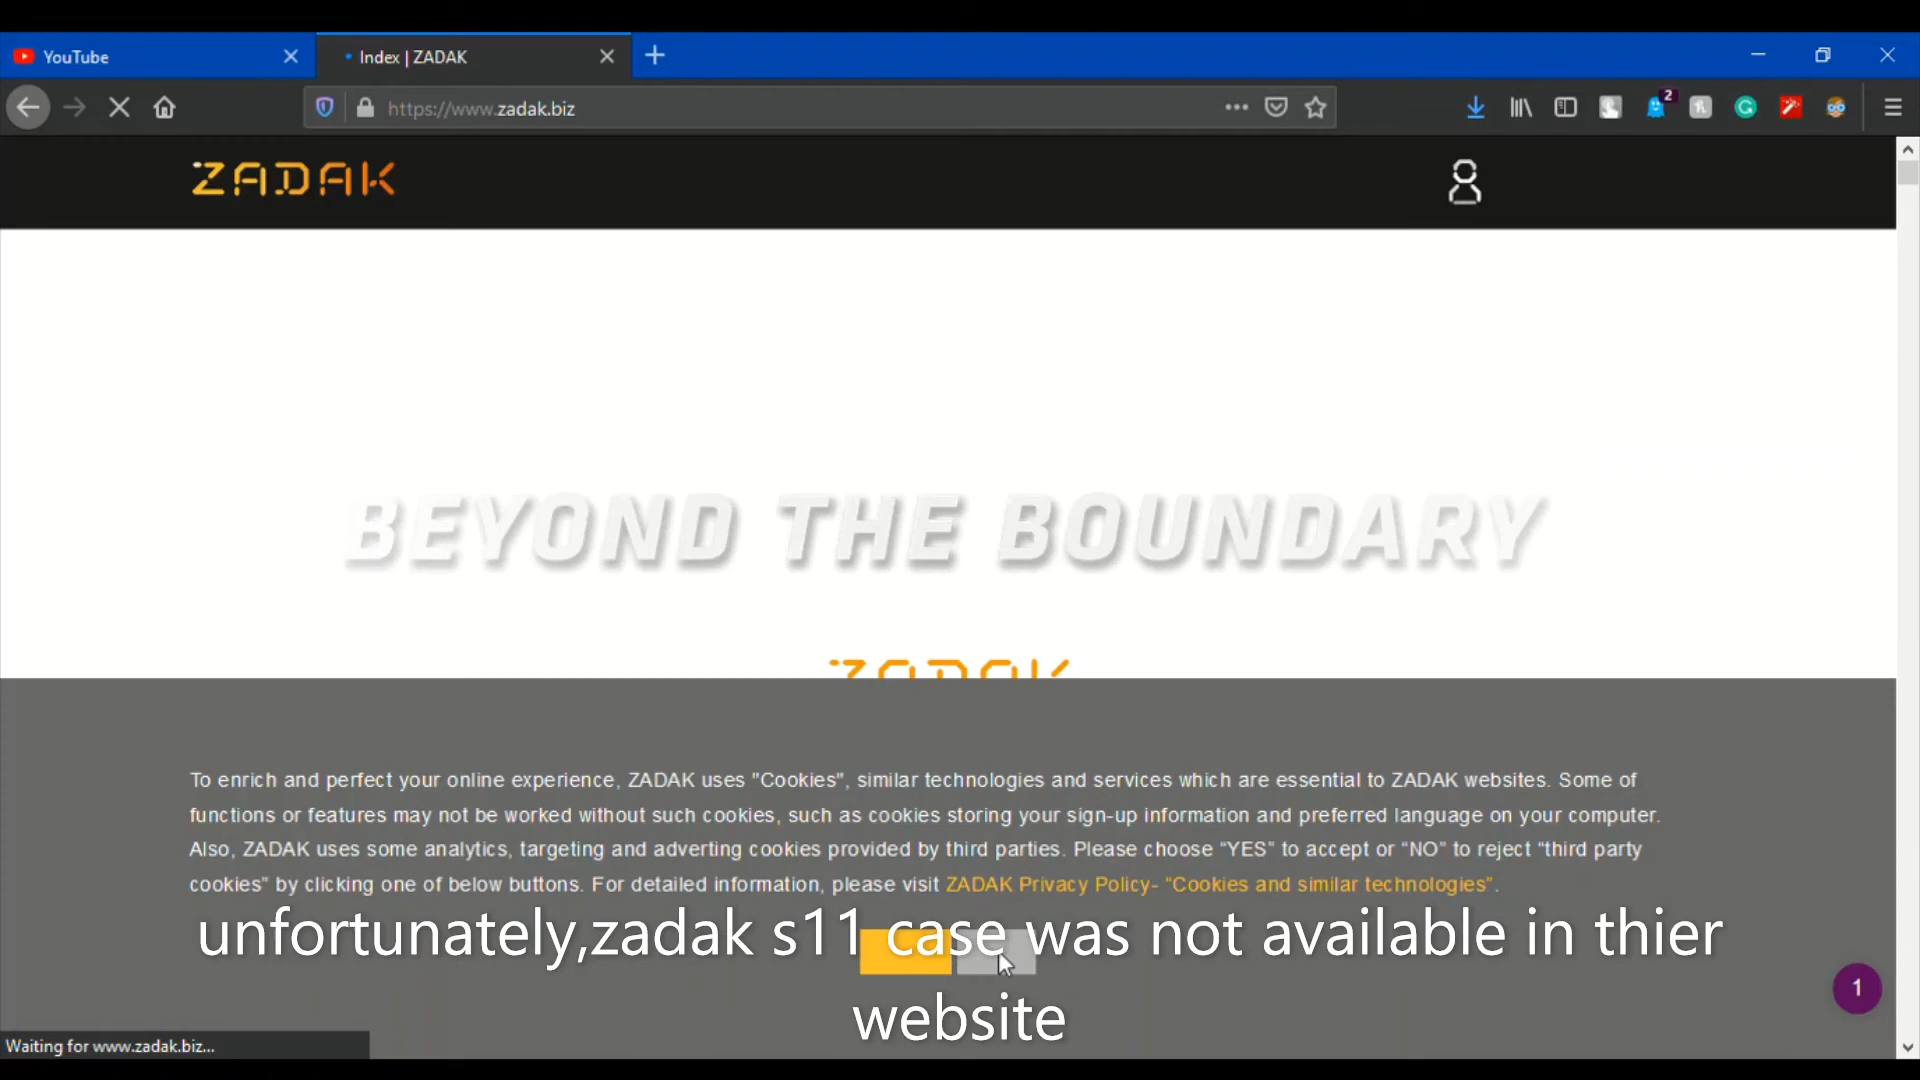 YouTube
Index | ZADAK
https://www.zadak.biz
2
ZADAK
BEYOND THE BOUNDARY
ZADAK
To enrich and perfect your online experience, ZADAK uses "Cookies", similar technologies and services which are essential to ZADAK websites. Some of
functions or features may not be worked without such cookies, such as cookies storing your sign-up information and preferred language on your computer.
Also, ZADAK uses some analytics, targeting and adverting cookies provided by third parties. Please choose “YES” to accept or “NO” to reject “third party
cookies” by clicking one of below buttons. For detailed information, please visit ZADAK Privacy Policy- “Cookies and similar technologies”.
unfortunately,zadak s11 case was not available in thier
website
1
Waiting for www.zadak.biz...